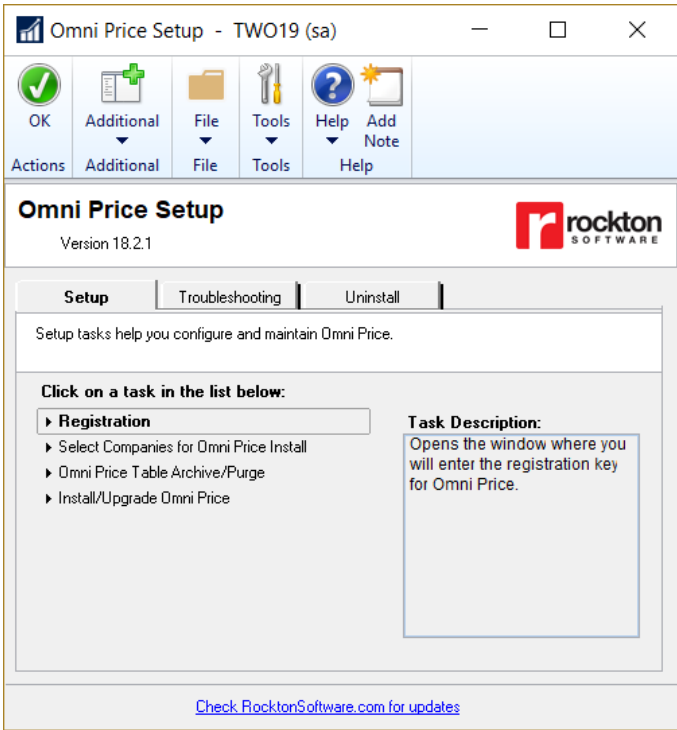 Omni Price Setup - TWO19 (sa)
OK
Additional
File
Tools
Help
Add Note
Actions
Additional
File
Tools
Help
Omni Price Setup
Version 18.2.1
rockton
SOFTWARE
Setup
Troubleshooting
Uninstall
Setup tasks help you configure and maintain Omni Price.
Click on a task in the list below:
Registration
Select Companies for Omni Price Install
Omni Price Table Archive/Purge
Install/Upgrade Omni Price
Task Description:
Opens the window where you
will enter the registration key
for Omni Price.
Check RocktonSoftware.com for updates